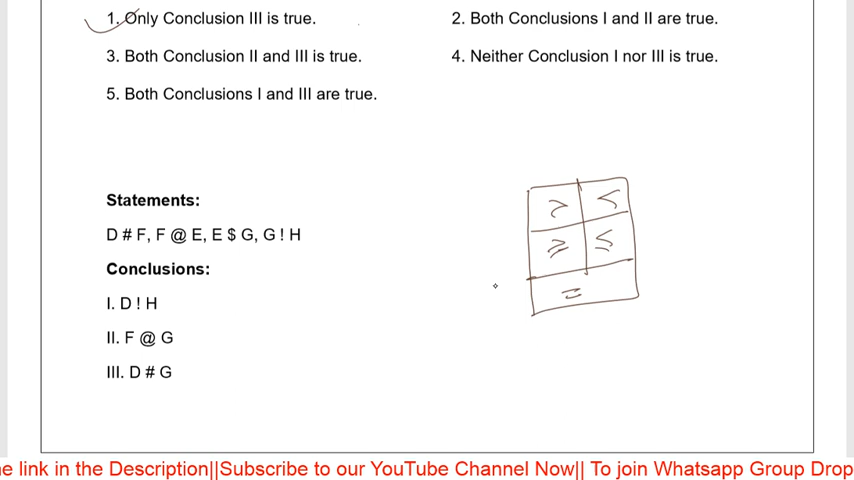 1. Only Conclusion III is true. 2. Both Conclusions I and II are true.
3. Both Conclusion II and III is true. 4. Neither Conclusion I nor III is true.
5. Both Conclusions I and III are true.
Statements:
D # F, F @ E, E $ G, G ! H
Conclusions:
I. D ! H
II. F @ G
III. D # G
> <
≥ ≤
=
e link in the Description||Subscribe to our YouTube Channel Now|| To join Whatsapp Group Drop